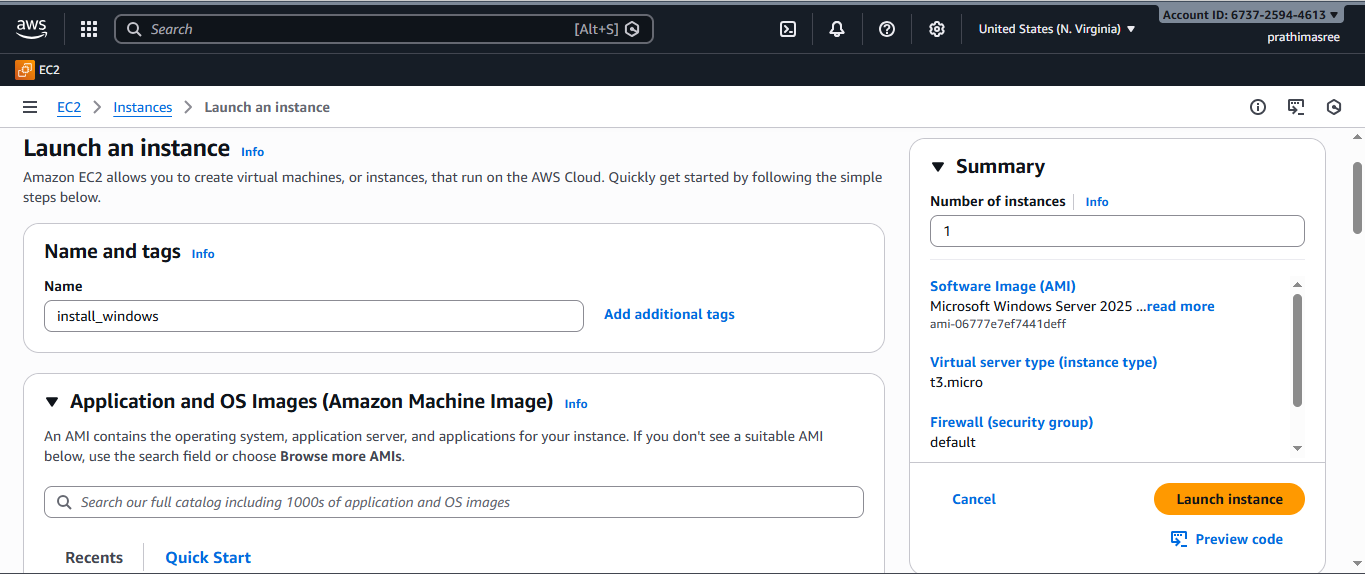 aws
Search [Alt+S]
United States (N. Virginia)
Account ID: 6737-2594-4613
prathimasree
EC2
EC2 Instances Launch an instance
Launch an instance Info
Amazon EC2 allows you to create virtual machines, or instances, that run on the AWS Cloud. Quickly get started by following the simple
steps below.
Name and tags Info
Name
install_windows
Add additional tags
Application and OS Images (Amazon Machine Image) Info
An AMI contains the operating system, application server, and applications for your instance. If you don't see a suitable AMI
below, use the search field or choose Browse more AMIs.
Search our full catalog including 1000s of application and OS images
Recents
Quick Start
Summary
Number of instances Info
1
Software Image (AMI)
Microsoft Windows Server 2025 ...read more
ami-06777e7ef7441deff
Virtual server type (instance type)
t3.micro
Firewall (security group)
default
Cancel
Launch instance
Preview code